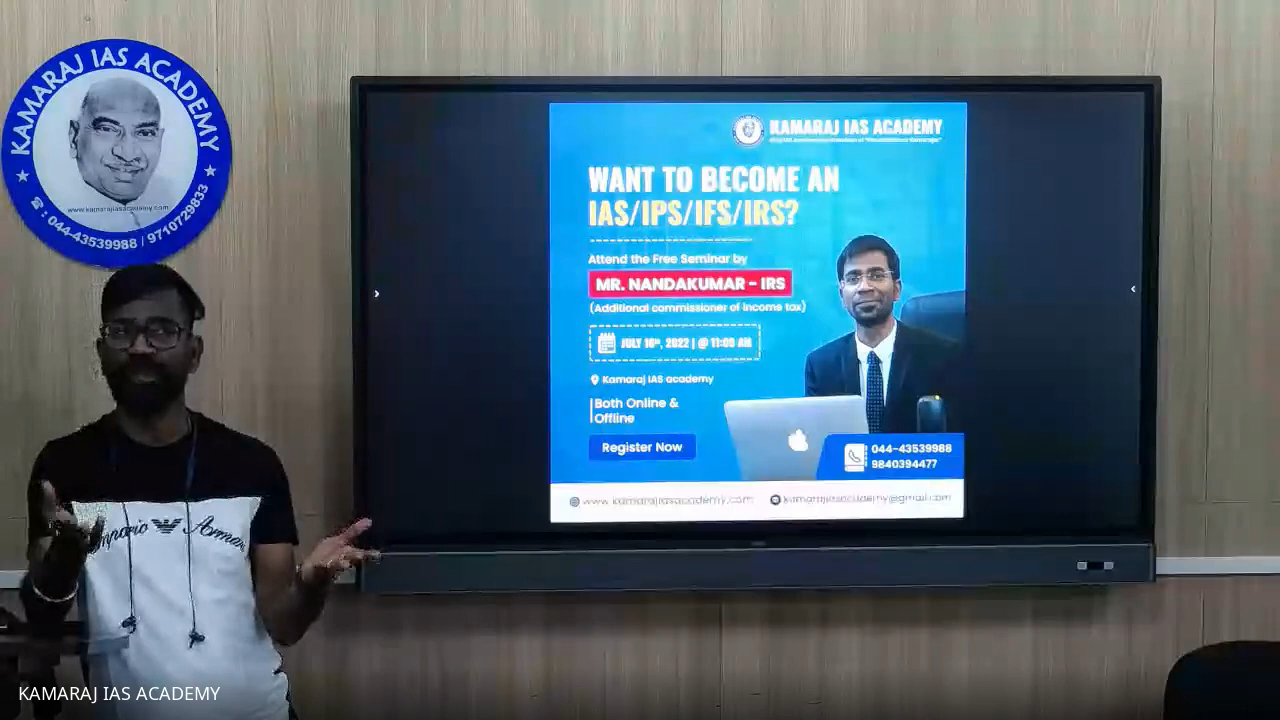 KAMARAJ IAS ACADEMY
www.kamarajiasacademy.com
044-43539988 / 9710729833
KAMARAJ IAS ACADEMY
WANT TO BECOME AN
IAS/IPS/IFS/IRS?
Attend the Free Seminar by
MR. NANDAKUMAR - IRS
(Additional commissioner of income tax)
JULY 16th, 2022 | @ 11:00 AM
Kamaraj IAS academy
Both Online &
Offline
Register Now
044-43539988
9840394477
www.kamarajiasacademy.com
kamarajiasacademy@gmail.com
Emporio Armani
KAMARAJ IAS ACADEMY